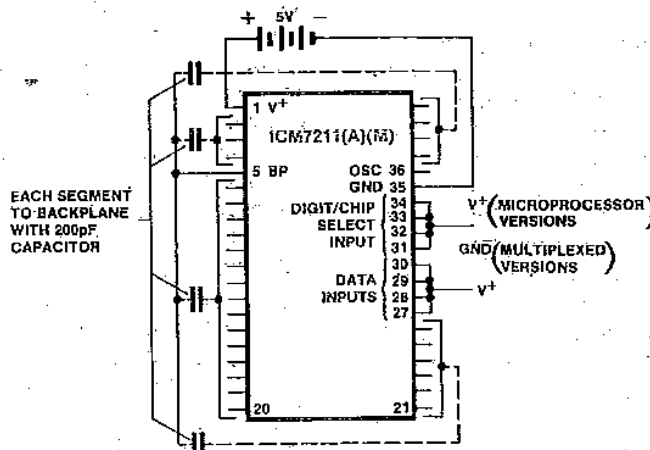 + 5V −
1 V+
ICM7211(A)(M)
5 BP
OSC 36
GND 35
EACH SEGMENT
TO BACKPLANE
WITH 200pF
CAPACITOR
DIGIT/CHIP
SELECT
INPUT
34
33
32
31
V+ (MICROPROCESSOR
VERSIONS)
GND (MULTIPLEXED
VERSIONS)
DATA
INPUTS
30
29
28
27
V+
20
21